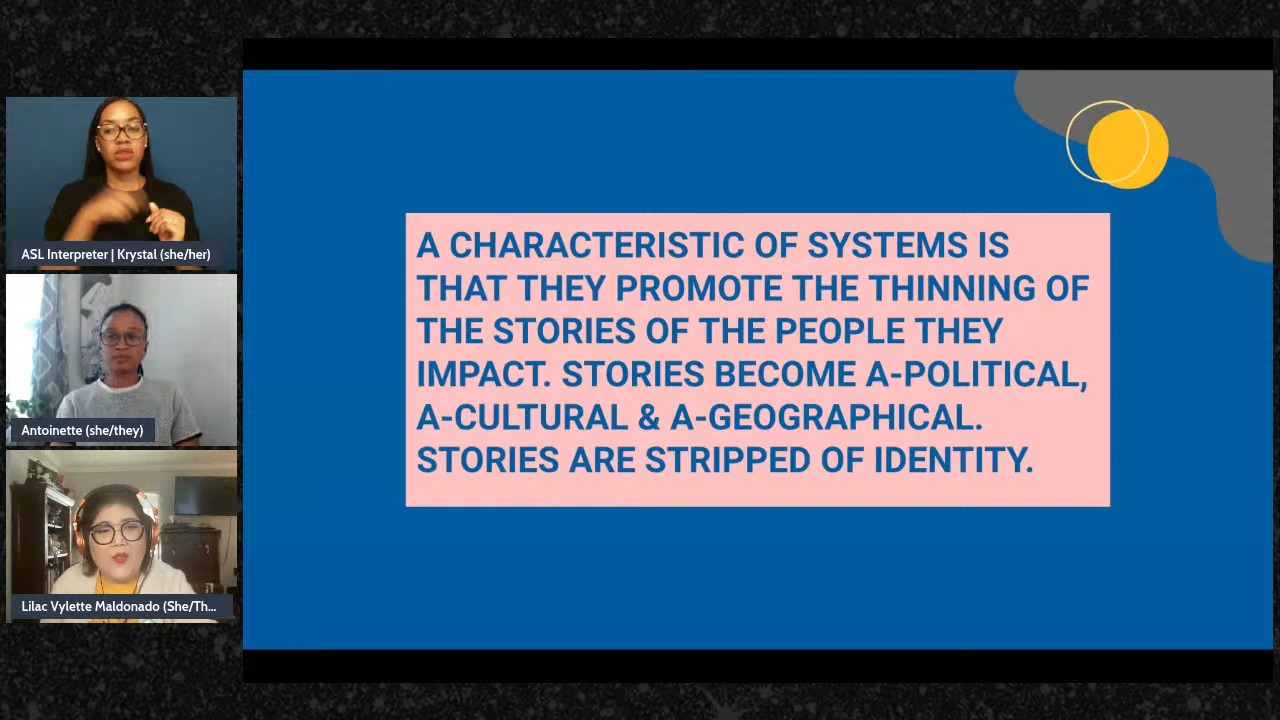 ASL Interpreter | Krystal (she/her)
Antoinette (she/they)
Lilac Vylette Maldonado (She/Th...
A CHARACTERISTIC OF SYSTEMS IS
THAT THEY PROMOTE THE THINNING OF
THE STORIES OF THE PEOPLE THEY
IMPACT. STORIES BECOME A-POLITICAL,
A-CULTURAL & A-GEOGRAPHICAL.
STORIES ARE STRIPPED OF IDENTITY.